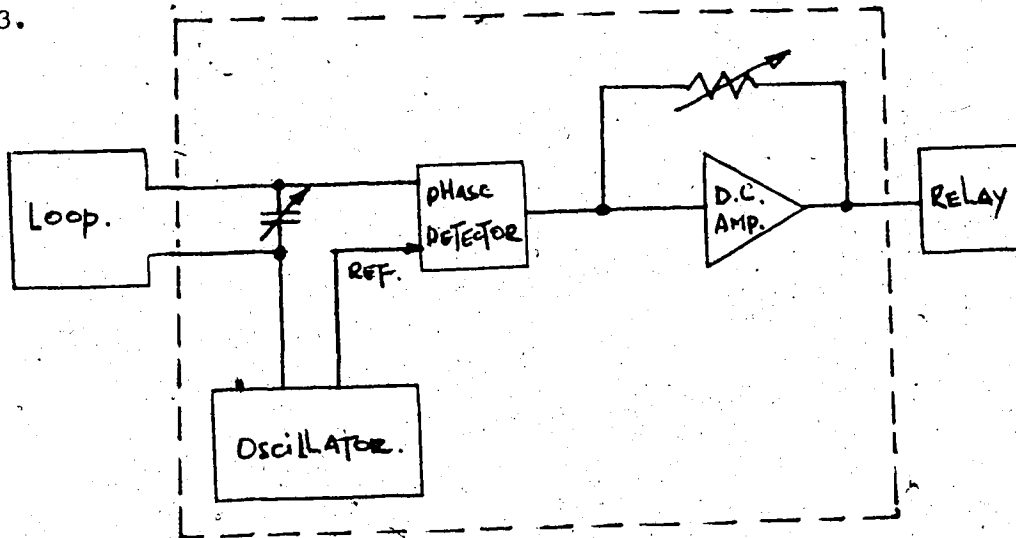 3.
Loop.
pHASE
DETECTOR
REF.
D.C.
AMP.
RELAY
OSCILLATOR.